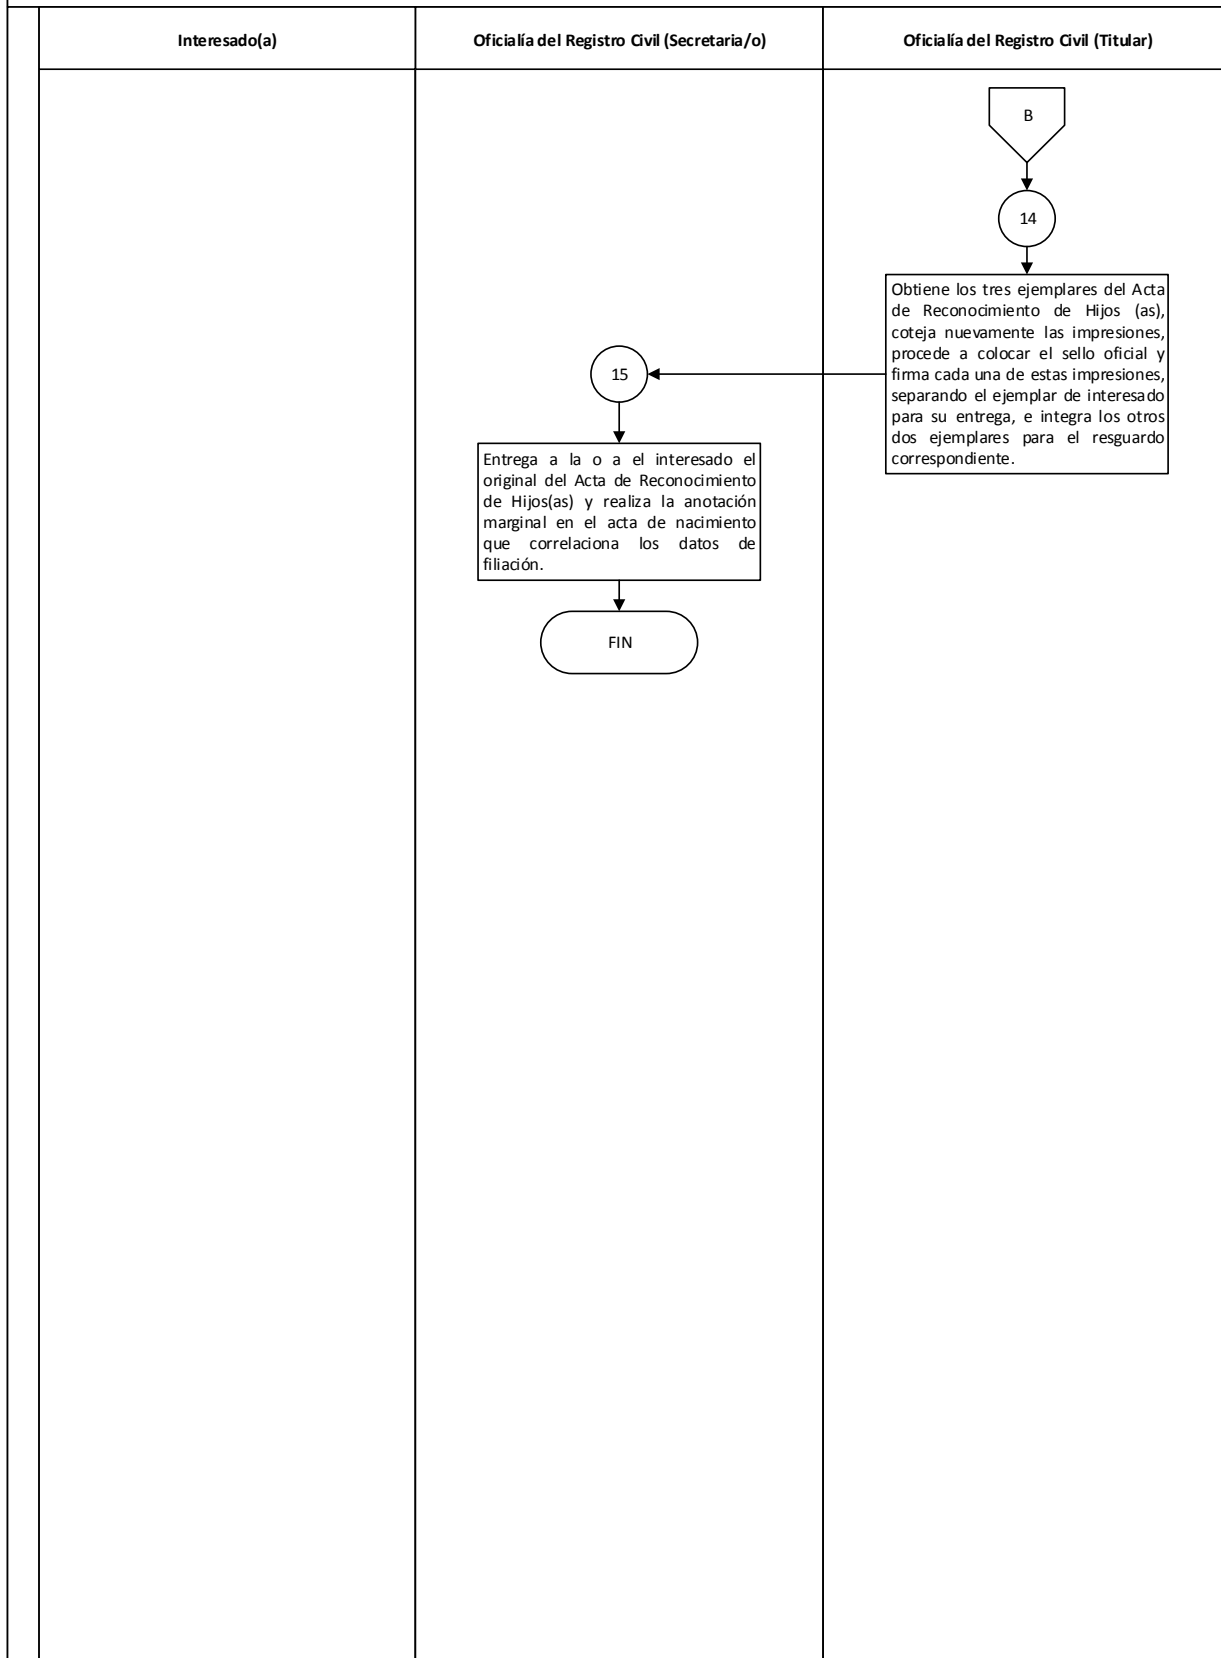 Interesado(a)
Oficialía del Registro Civil (Secretaria/o)
Oficialía del Registro Civil (Titular)
B
14
Obtiene los tres ejemplares del Acta
de Reconocimiento de Hijos (as),
coteja nuevamente las impresiones,
procede a colocar el sello oficial y
firma cada una de estas impresiones,
separando el ejemplar de interesado
para su entrega, e integra los otros
dos ejemplares para el resguardo
correspondiente.
15
Entrega a la o a el interesado el
original del Acta de Reconocimiento
de Hijos(as) y realiza la anotación
marginal en el acta de nacimiento
que correlaciona los datos de
filiación.
FIN